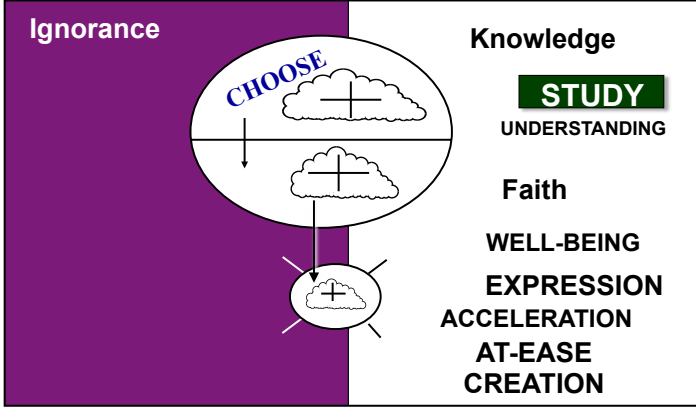 Ignorance
Knowledge
CHOOSE
STUDY
UNDERSTANDING
Faith
WELL-BEING
EXPRESSION
ACCELERATION
AT-EASE
CREATION